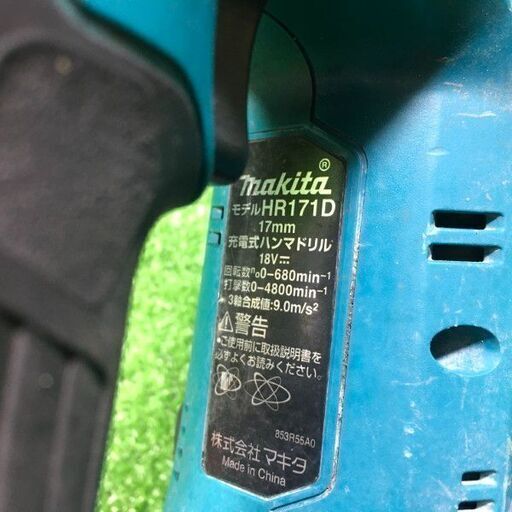 makita®
モデルHR171D
17mm
充電式ハンマドリル
18V⎓
回転数n₀0-680min⁻¹
打撃数0-4800min⁻¹
3軸合成値:9.0m/s²
⚠警告
・ご使用前に取扱説明書を
必ずよくお読みください。
853R55A0
株式会社マキタ
Made in China